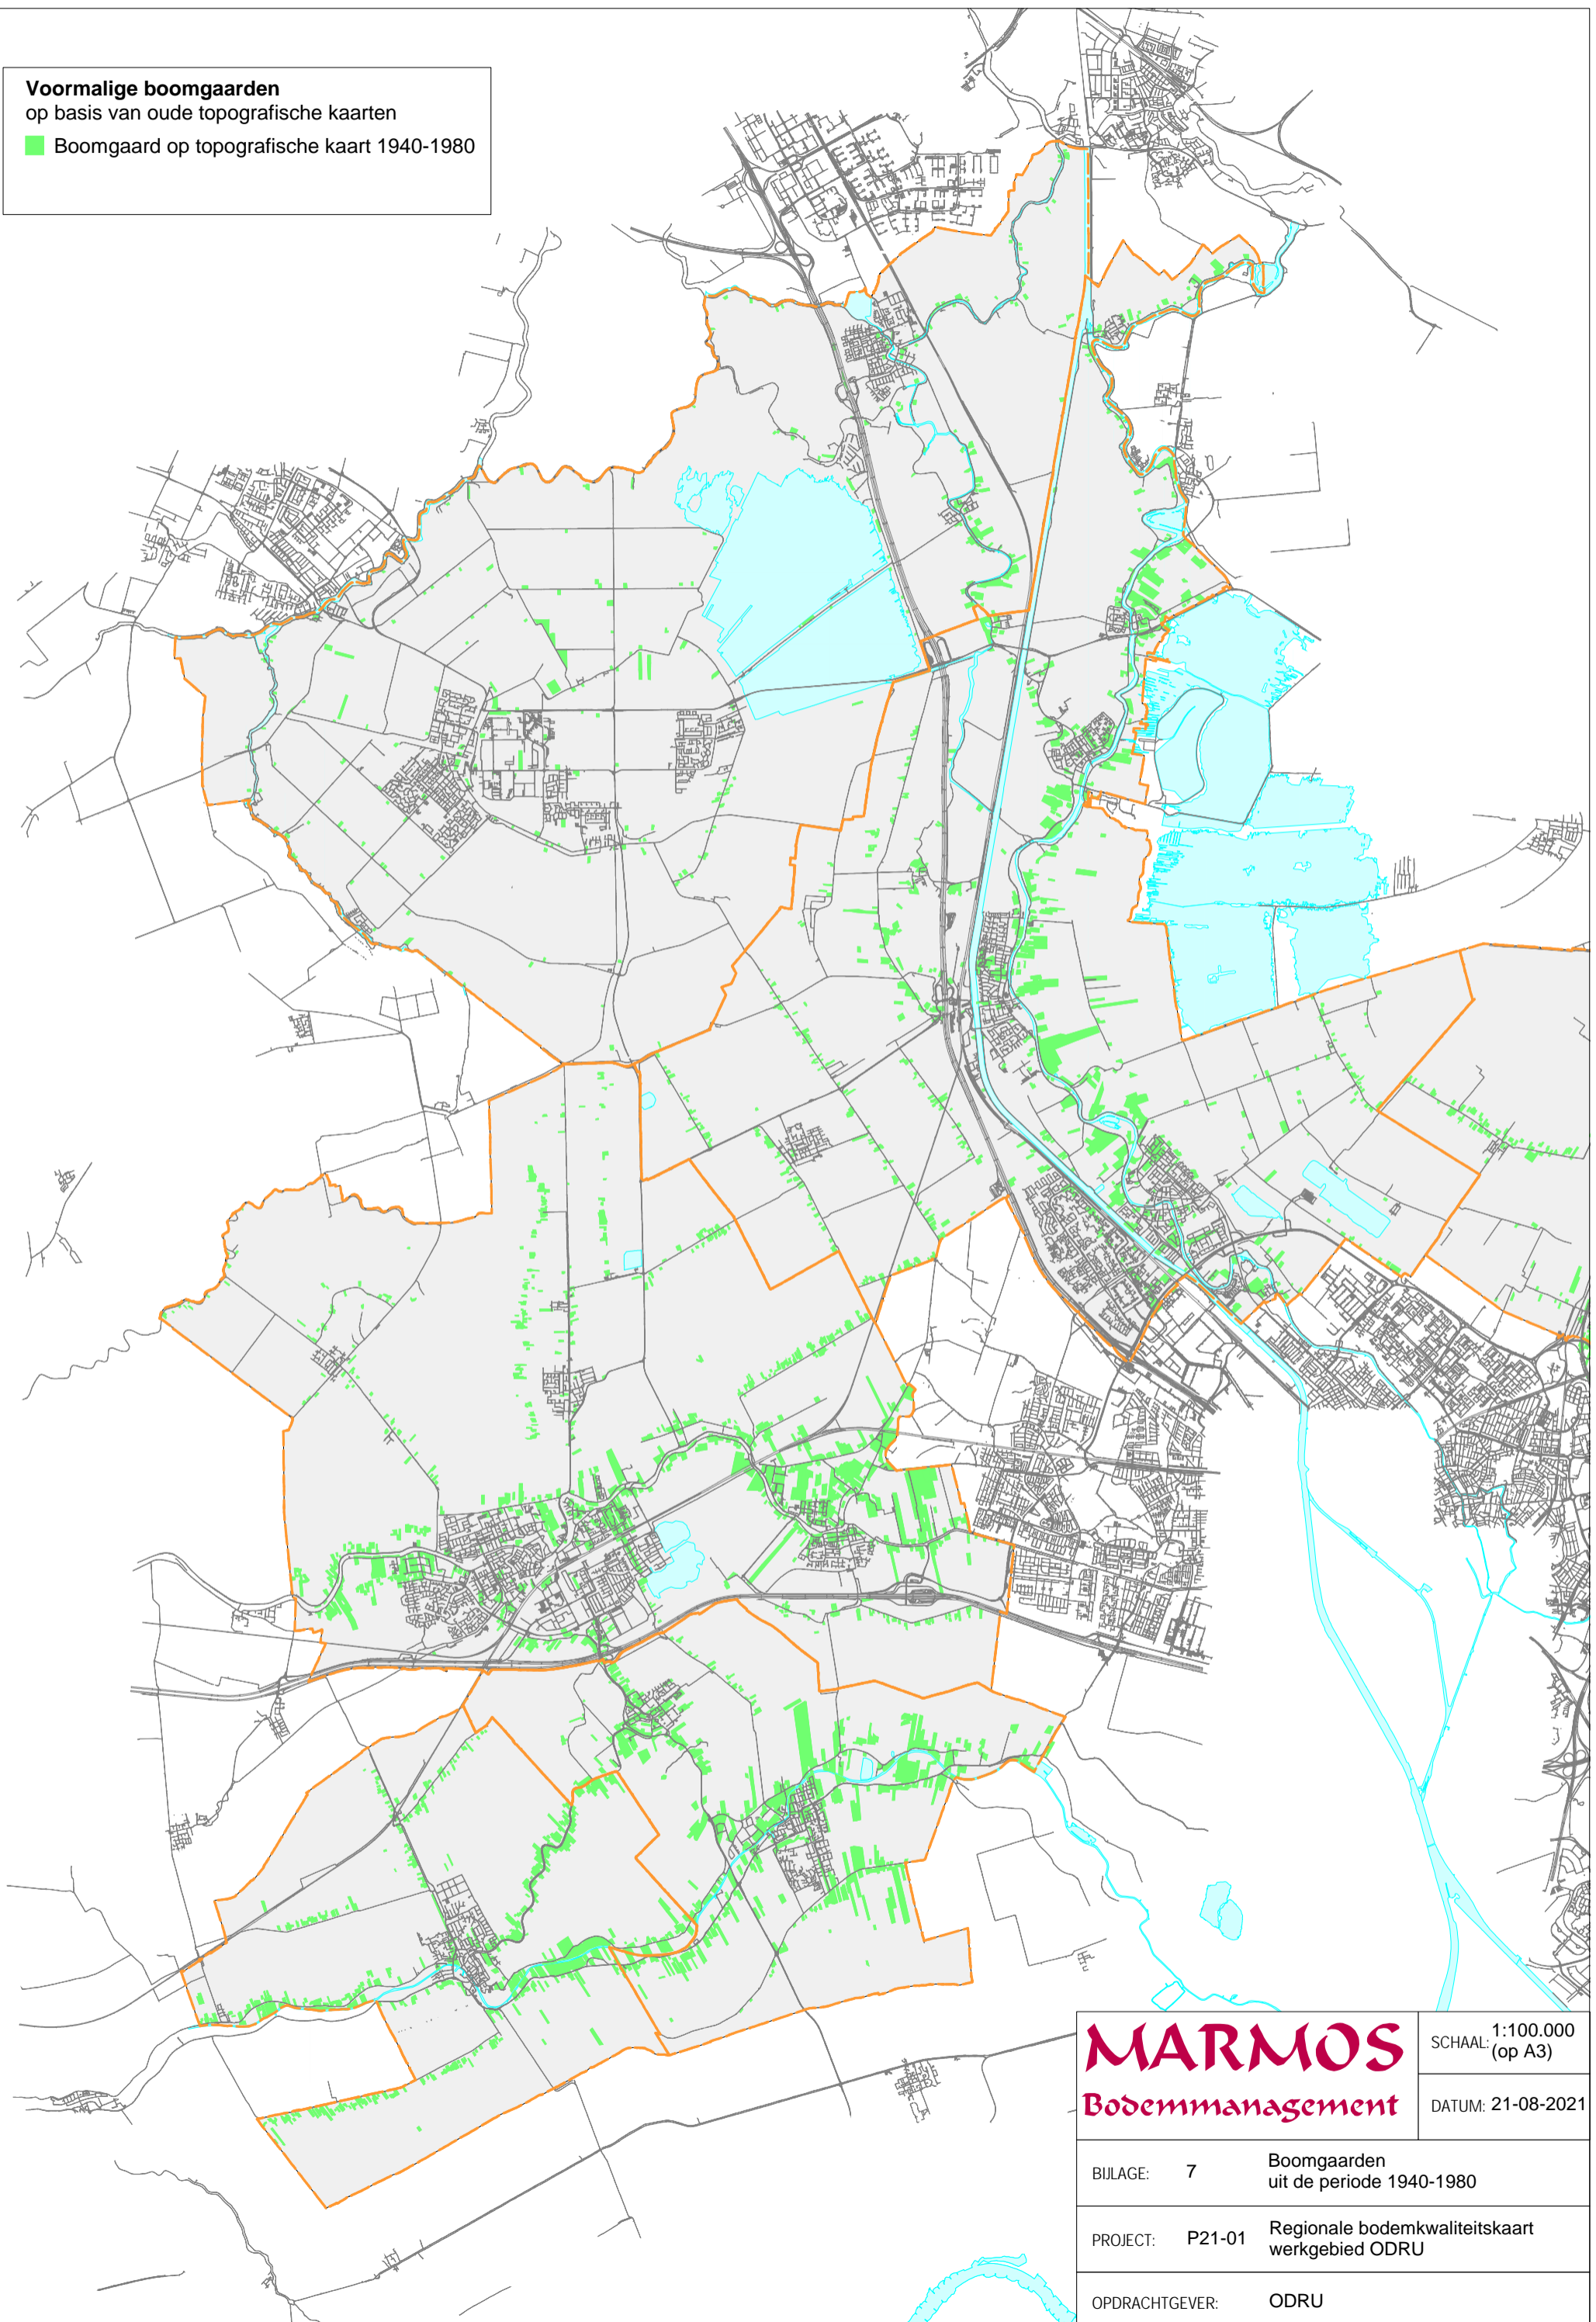 Voormalige boomgaarden
op basis van oude topografische kaarten
Boomgaard op topografische kaart 1940-1980
MARMOS
Bodemmanagement
SCHAAL: 1:100.000
(op A3)
DATUM: 21-08-2021
BIJLAGE: 7 Boomgaarden
uit de periode 1940-1980
PROJECT: P21-01 Regionale bodemkwaliteitskaart
werkgebied ODRU
OPDRACHTGEVER: ODRU